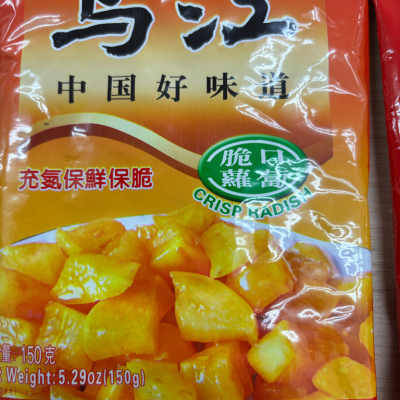 乌江
中国好味道
脆口
蘿蔔
CRISP RADISH
充氮保鮮保脆
量: 150克
Weight: 5.29oz(150g)